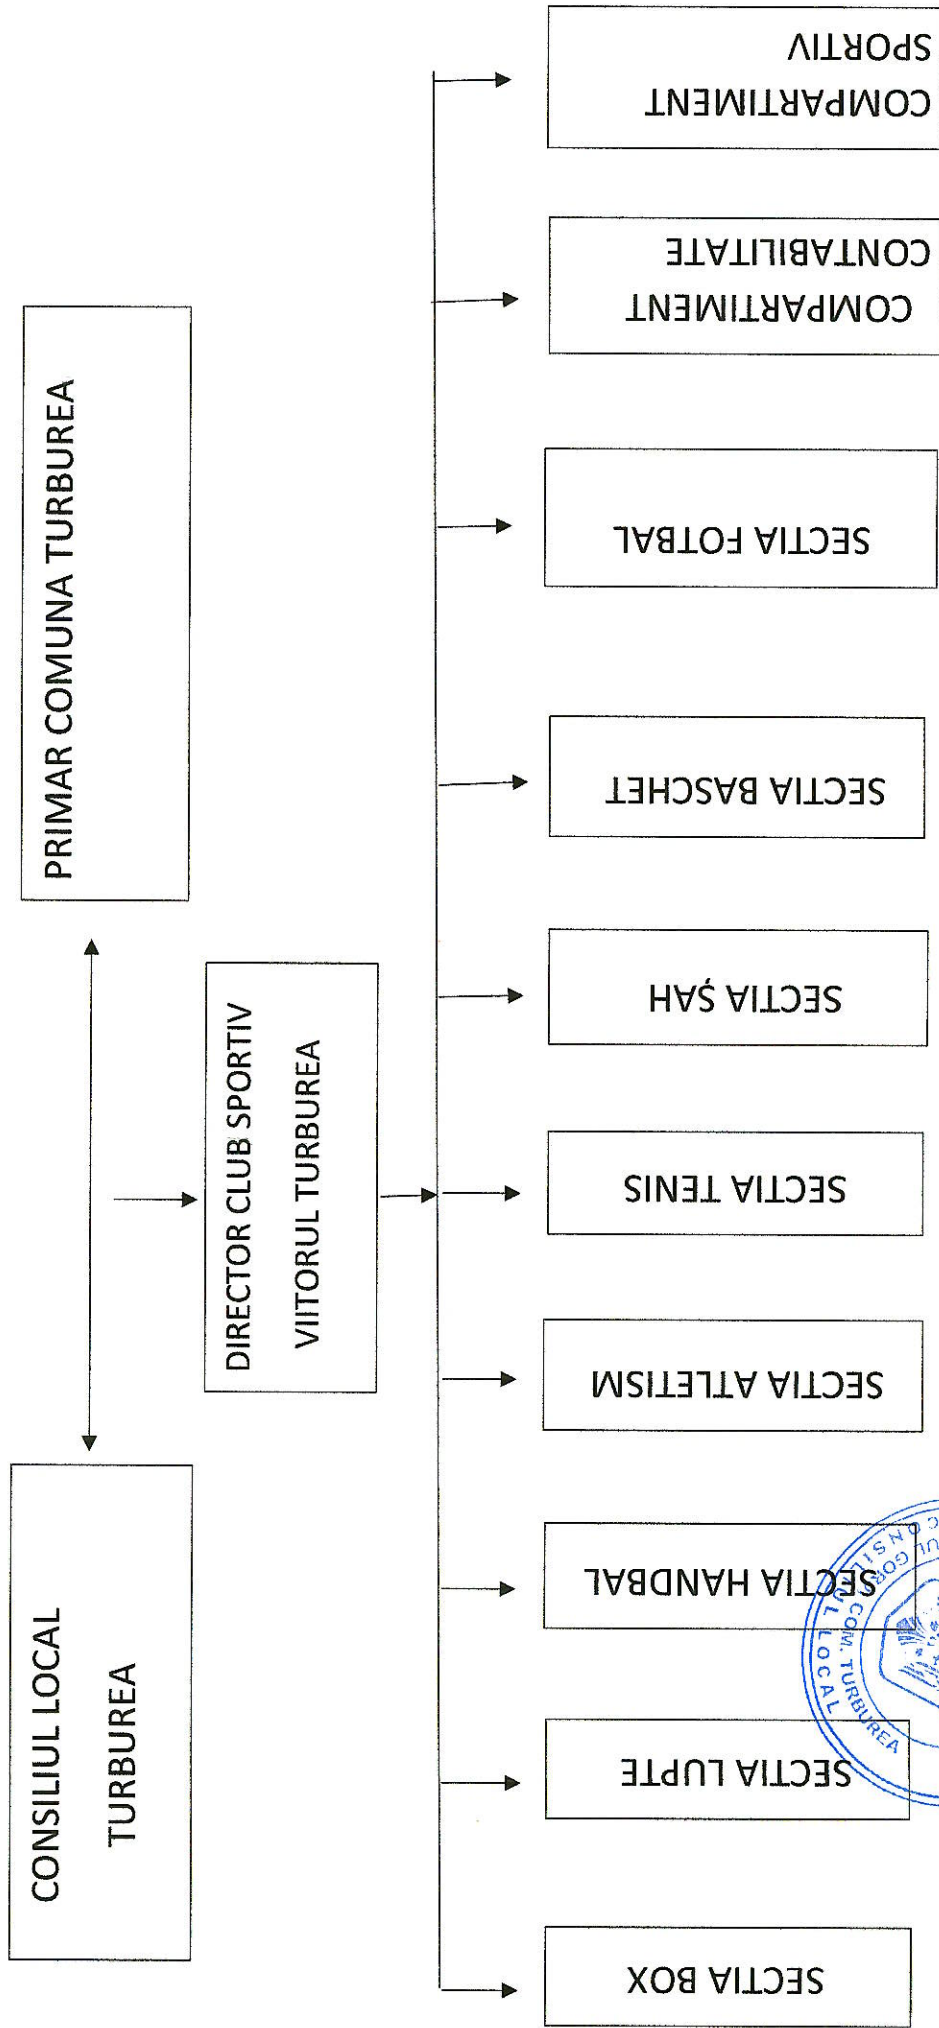 CONSILIUL LOCAL
TURBUREA
PRIMAR COMUNA TURBUREA
DIRECTOR CLUB SPORTIV
VIITORUL TURBUREA
SECTIA BOX
SECTIA LUPTE
SECTIA HANDBAL
SECTIA ATLETISM
SECTIA TENIS
SECTIA ŞAH
SECTIA BASCHET
SECTIA FOTBAL
COMPARTIMENT
CONTABILITATE
COMPARTIMENT
SPORTIV
CONSILIUL LOCAL
COM. TURBUREA